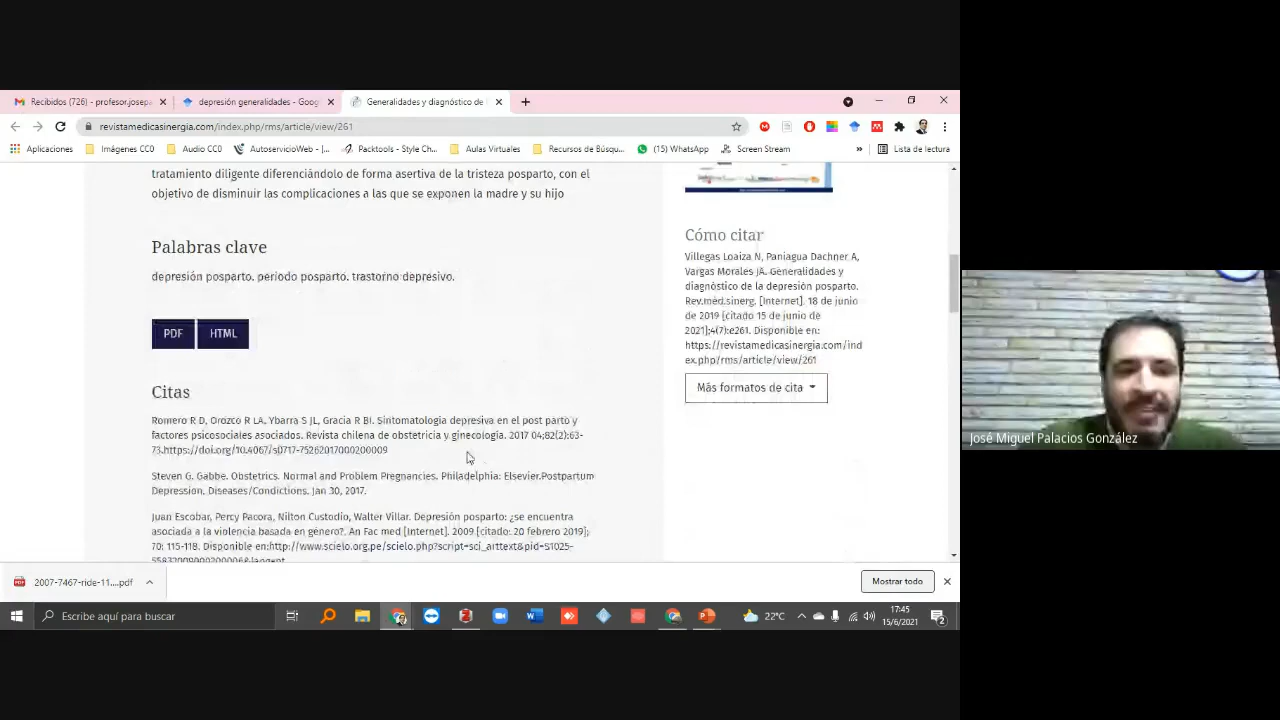 Recibidos (726) - profesor.josepa
depresión generalidades - Goog
Generalidades y diagnóstico de
revistamedicasinergia.com/index.php/rms/article/view/261
Aplicaciones
Imágenes CC0
Audio CC0
AutoservicioWeb - |...
Packtools - Style Ch...
Aulas Virtuales
Recursos de Búsqu...
(15) WhatsApp
Screen Stream
»
Lista de lectura
tratamiento diligente diferenciándolo de forma asertiva de la tristeza posparto, con el
objetivo de disminuir las complicaciones a las que se exponen la madre y su hijo
Palabras clave
depresión posparto. periodo posparto. trastorno depresivo.
PDF
HTML
Citas
Romero R D, Orozco R LA, Ybarra S JL, Gracia R BI. Sintomatología depresiva en el post parto y
factores psicosociales asociados. Revista chilena de obstetricia y ginecología. 2017 04;82(2):63-
73.https://doi.org/10.4067/s0717-75262017000200009
Steven G. Gabbe. Obstetrics. Normal and Problem Pregnancies. Philadelphia: Elsevier.Postpartum
Depression. Diseases/Conditions. Jan 30, 2017.
Juan Escobar, Percy Pacora, Nilton Custodio, Walter Villar. Depresión posparto: ¿se encuentra
asociada a la violencia basada en género?. An Fac med [Internet]. 2009 [citado: 20 febrero 2019];
70: 115-118. Disponible en:http://www.scielo.org.pe/scielo.php?script=sci_arttext&pid=S1025-
55832009000200006&lang=pt
Cómo citar
Villegas Loaiza N, Paniagua Dachner A,
Vargas Morales JA. Generalidades y
diagnóstico de la depresión posparto.
Rev.méd.sinerg. [Internet]. 18 de junio
de 2019 [citado 15 de junio de
2021];4(7):e261. Disponible en:
https://revistamedicasinergia.com/ind
ex.php/rms/article/view/261
Más formatos de cita
José Miguel Palacios González
2007-7467-ride-11....pdf
Mostrar todo
Escribe aquí para buscar
22°C
17:45
15/6/2021
2